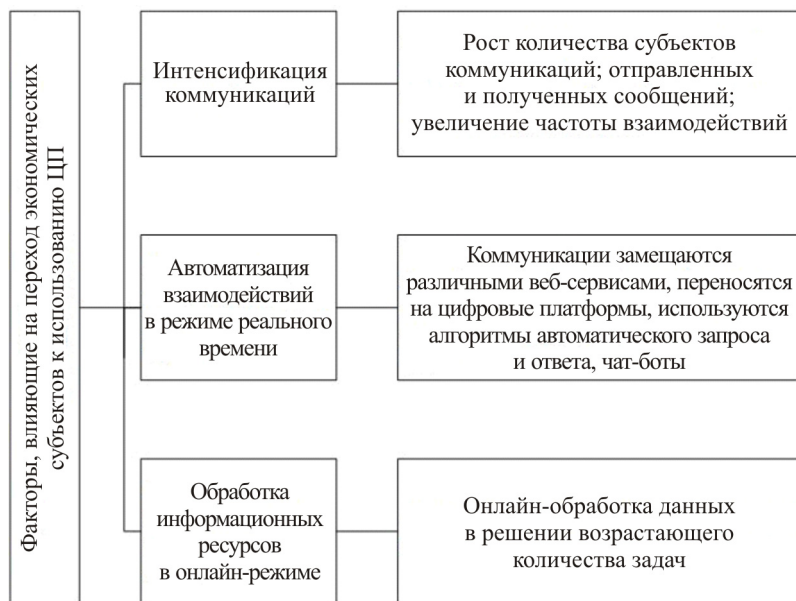 Факторы, влияющие на переход экономических
субъектов к использованию ЦП
Интенсификация
коммуникаций
Рост количества субъектов
коммуникаций; отправленных
и полученных сообщений;
увеличение частоты взаимодействий
Автоматизация
взаимодействий
в режиме реального
времени
Коммуникации замещаются
различными веб-сервисами, переносятся
на цифровые платформы, используются
алгоритмы автоматического запроса
и ответа, чат-боты
Обработка
информационных
ресурсов
в онлайн-режиме
Онлайн-обработка данных
в решении возрастающего
количества задач